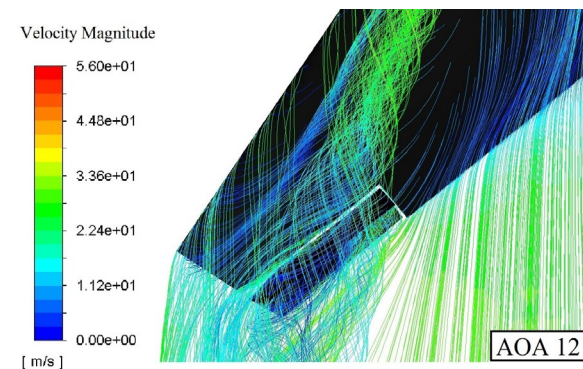 Velocity Magnitude
5.60e+01
4.48e+01
3.36e+01
2.24e+01
1.12e+01
0.00e+00
[ m/s ]
AOA 12